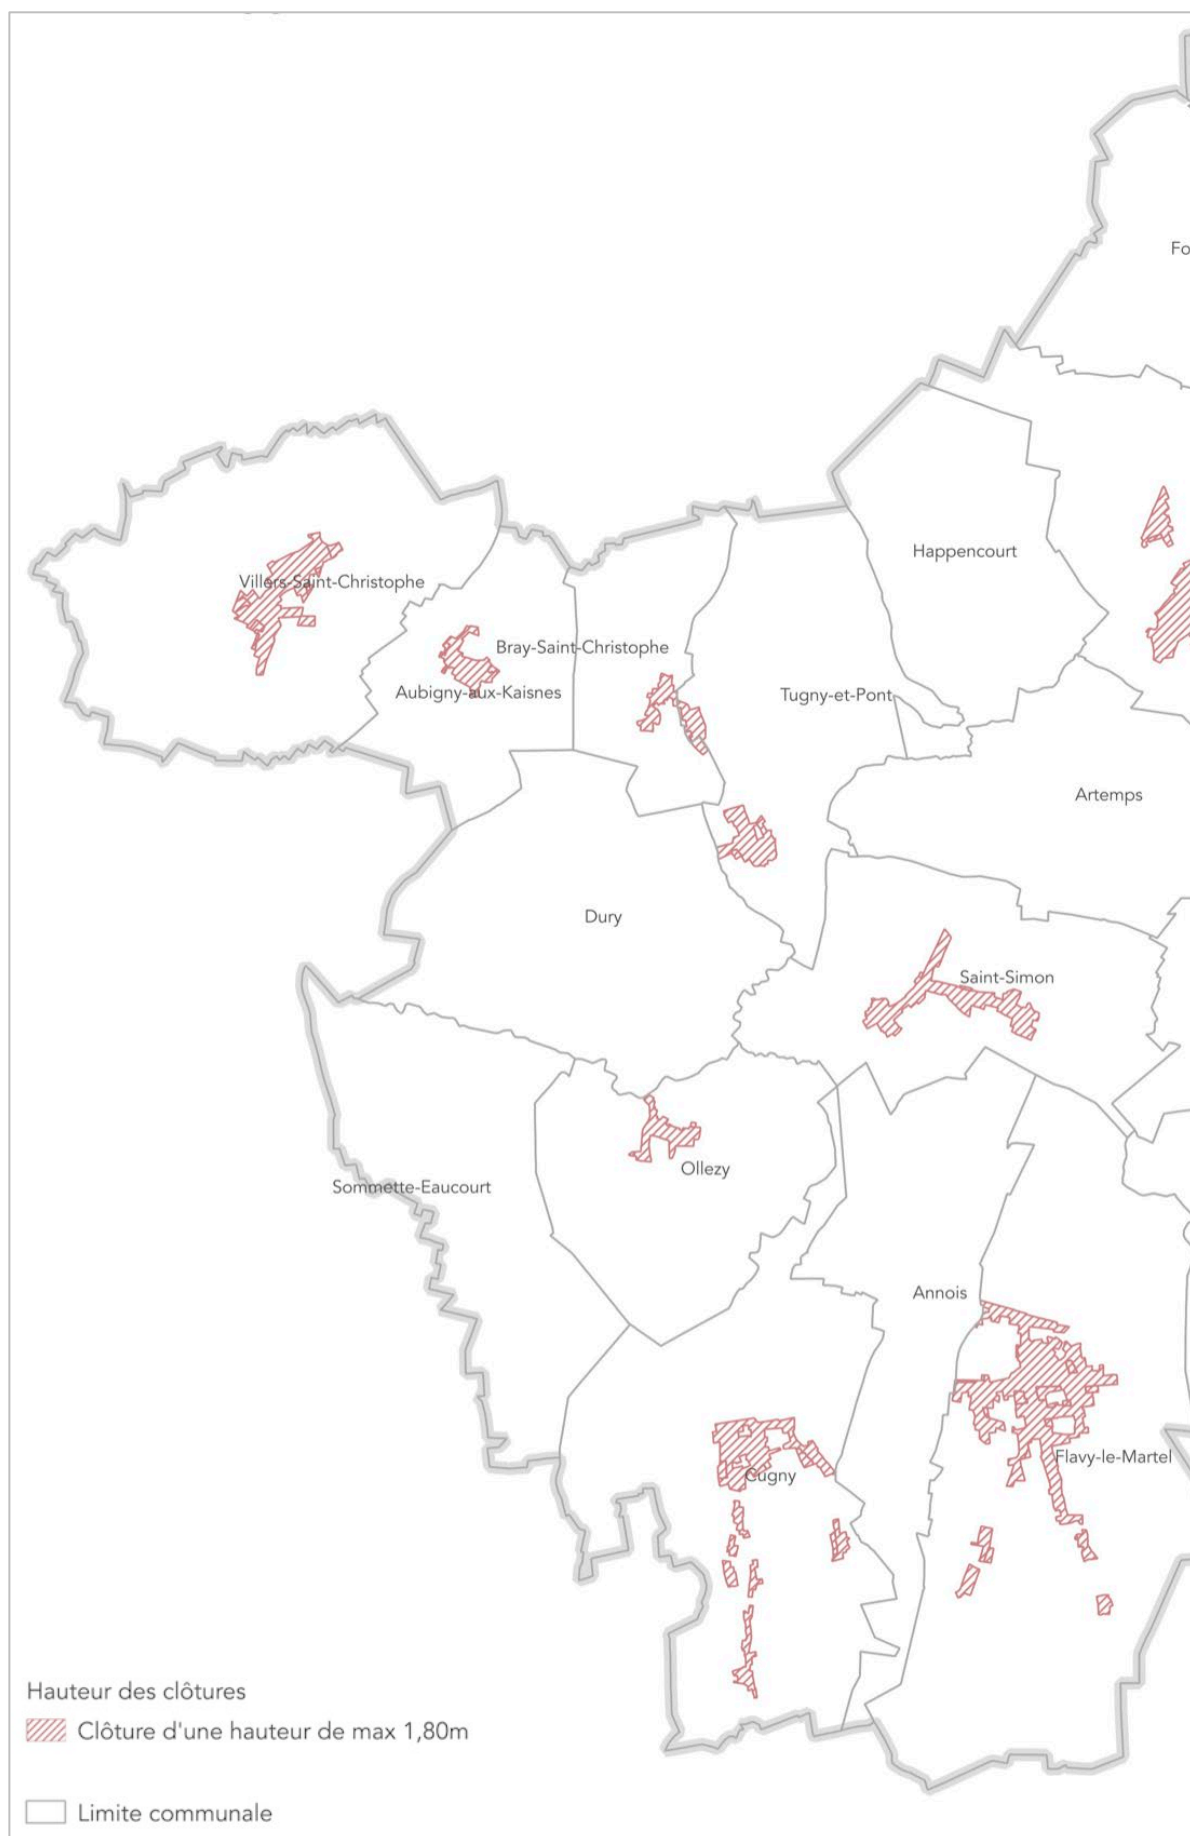 Fo
Happencourt
Villers-Saint-Christophe
Bray-Saint-Christophe
Aubigny-aux-Kaisnes
Tugny-et-Pont
Artemps
Dury
Saint-Simon
Ollezy
Sommette-Eaucourt
Annois
Flavy-le-Martel
Cugny
Hauteur des clôtures
Clôture d'une hauteur de max 1,80m
Limite communale